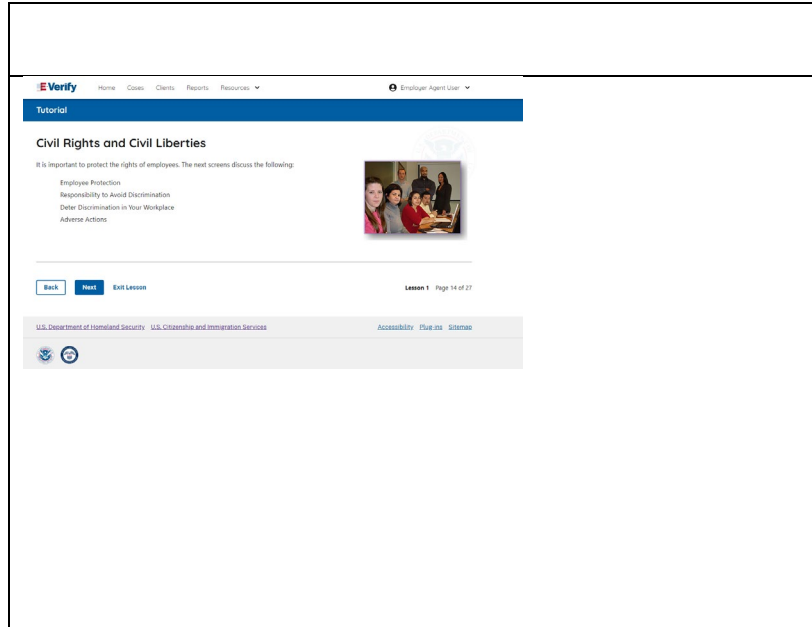 E-Verify Home Cases Clients Reports Resources Employer Agent User
Tutorial
Civil Rights and Civil Liberties
It is important to protect the rights of employees. The next screens discuss the following:
Employee Protection
Responsibility to Avoid Discrimination
Deter Discrimination in Your Workplace
Adverse Actions
Back Next Exit Lesson Lesson 1 Page 14 of 27
U.S. Department of Homeland Security U.S. Citizenship and Immigration Services Accessibility Plug-ins Sitemap